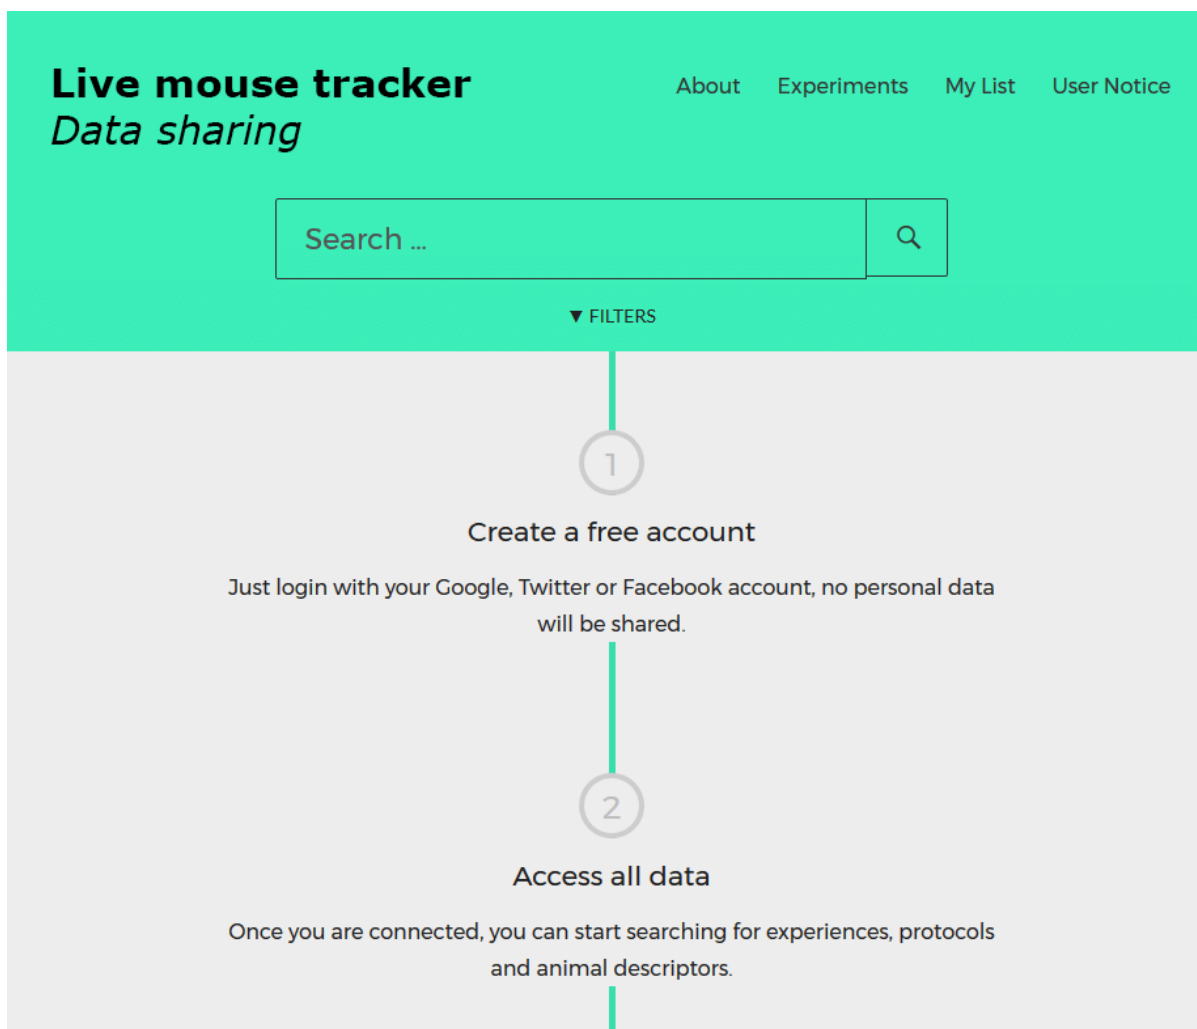 Live mouse tracker
Data sharing
About Experiments My List User Notice
Search ...
▼ FILTERS
1
Create a free account
Just login with your Google, Twitter or Facebook account, no personal data
will be shared.
2
Access all data
Once you are connected, you can start searching for experiences, protocols
and animal descriptors.